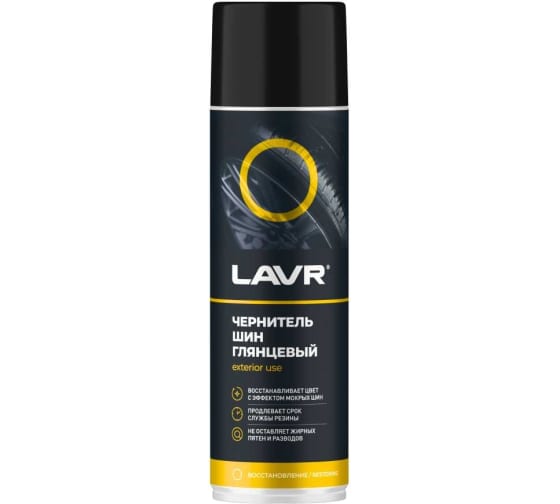 LAVR®
ЧЕРНИТЕЛЬ
ШИН
ГЛЯНЦЕВЫЙ
exterior use
ВОССТАНАВЛИВАЕТ ЦВЕТ
С ЭФФЕКТОМ МОКРЫХ ШИН
ПРОДЛЕВАЕТ СРОК
СЛУЖБЫ РЕЗИНЫ
НЕ ОСТАВЛЯЕТ ЖИРНЫХ
ПЯТЕН И РАЗВОДОВ
ВОССТАНОВЛЕНИЕ /